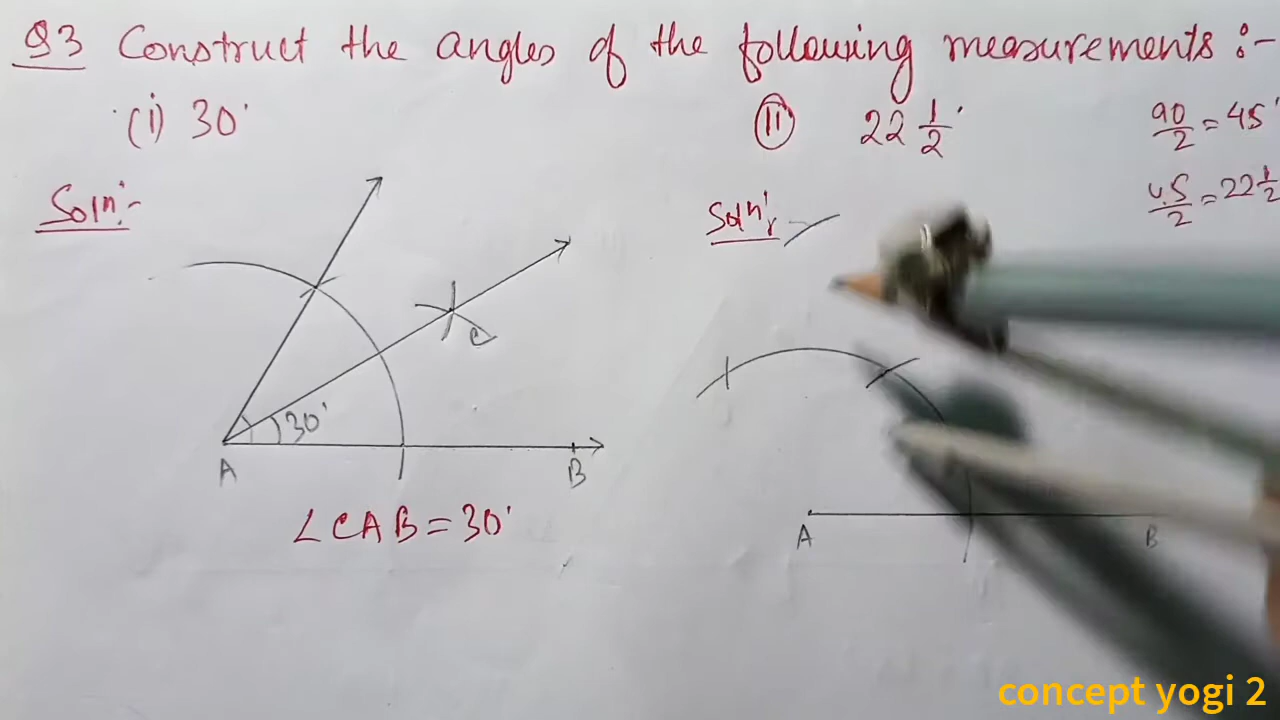 Q3 Construct the angles of the following measurements :-
(i) 30°
(II) 22 1/2°
90/2 = 45°
45/2 = 22 1/2
Soln:-
Soln:-
C
30°
A
B
∠CAB = 30°
A
B
concept yogi 2